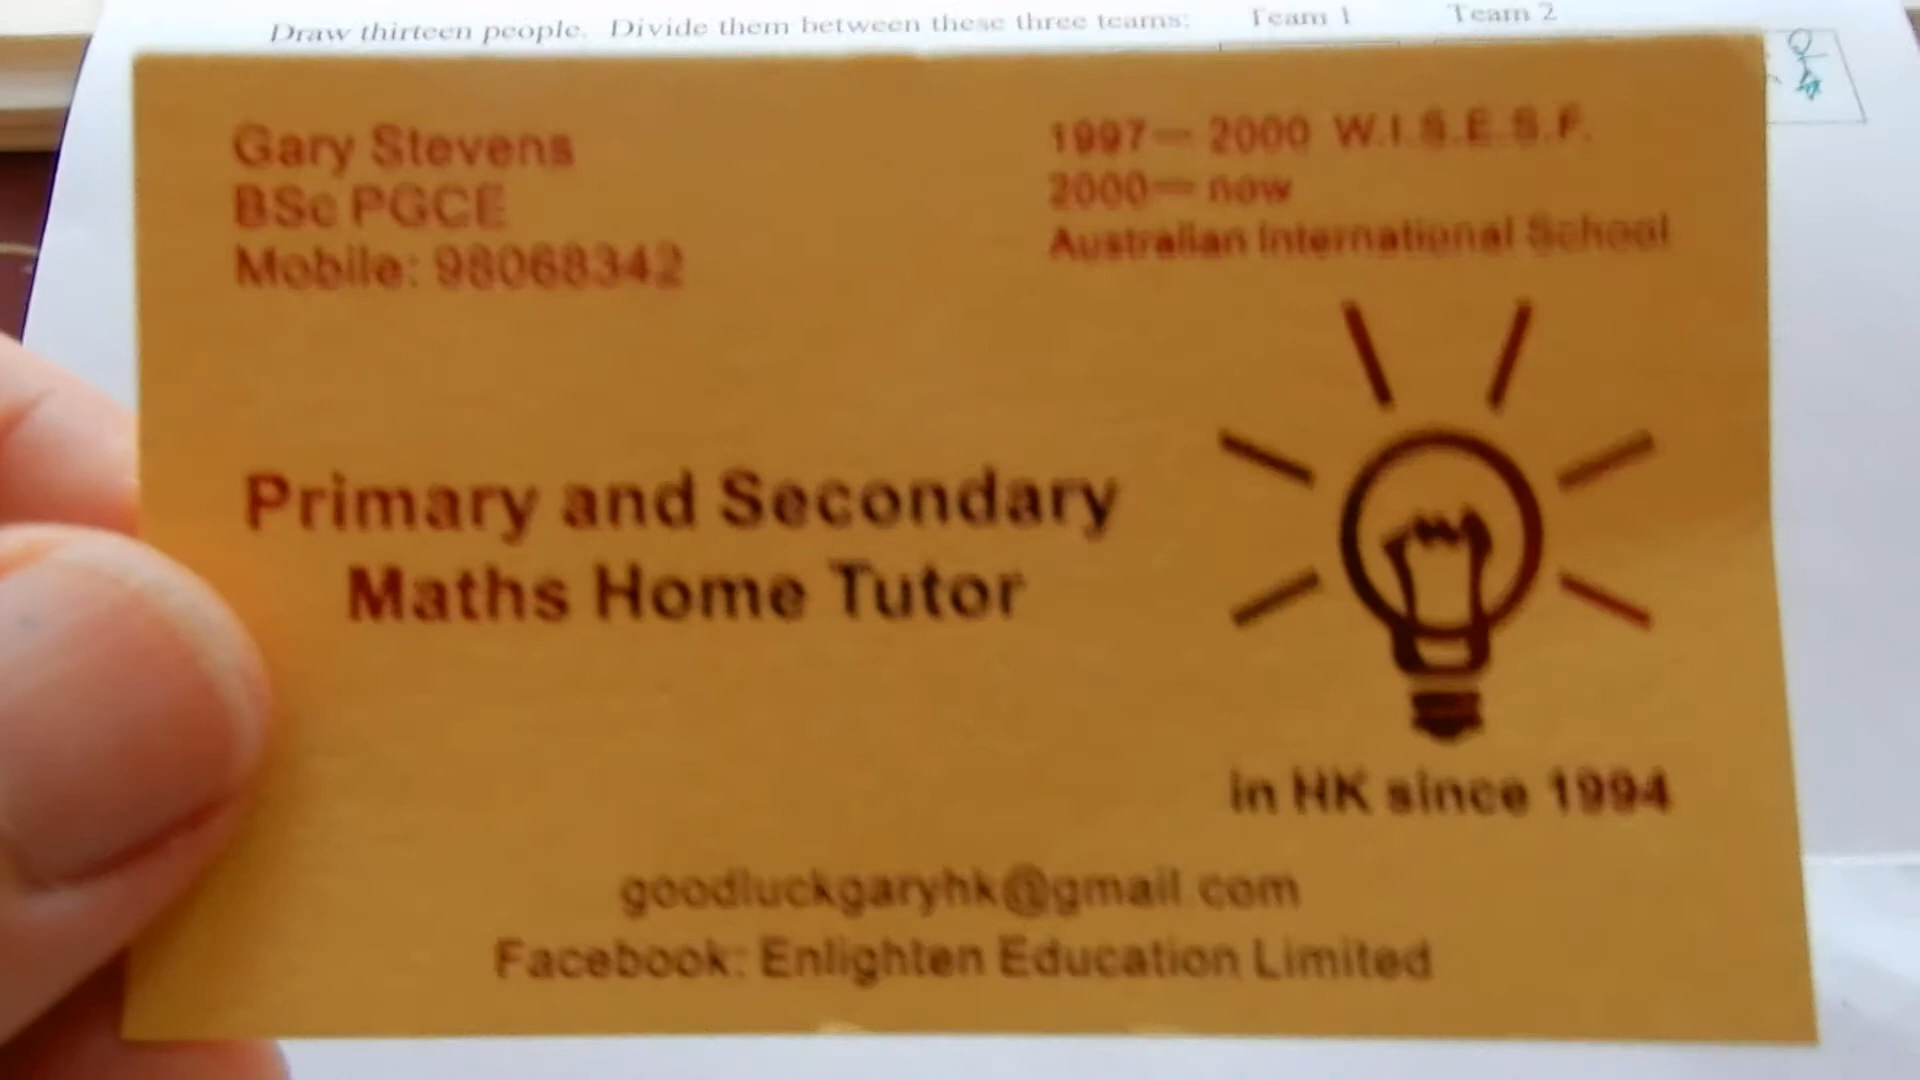 Draw thirteen people. Divide them between these three teams: Team 1 Team 2
Gary Stevens
BSc PGCE
Mobile: 98068342
1997— 2000 W.I.S.E.S.F.
2000— now
Australian International School
Primary and Secondary
Maths Home Tutor
in HK since 1994
goodluckgaryhk@gmail.com
Facebook: Enlighten Education Limited